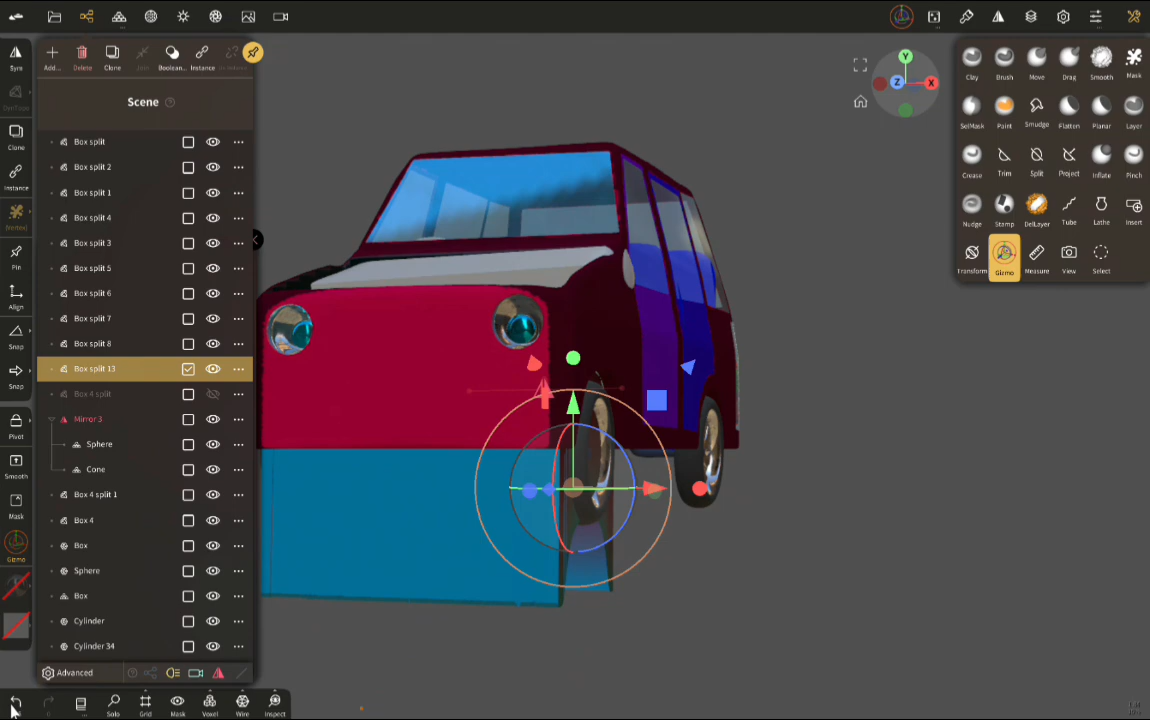 Add...
Delete
Clone
Join
Boolean...
Instance
Scene
Box split
Box split 2
Box split 1
Box split 4
Box split 3
Box split 5
Box split 6
Box split 7
Box split 8
Box split 13
Box 4 split
Mirror 3
Sphere
Cone
Box 4 split 1
Box 4
Box
Sphere
Box
Cylinder
Cylinder 34
Advanced
Sym
DynTopo
Clone
Instance
(Vertex)
Pin
Align
Snap
Snap
Pivot
Smooth
Mask
Gizmo
Solo
Grid
Mask
Voxel
Wire
Inspect
Y
Z
X
Clay
Brush
Move
Drag
Smooth
Mask
SelMask
Paint
Smudge
Flatten
Planar
Layer
Crease
Trim
Split
Project
Inflate
Pinch
Nudge
Stamp
DelLayer
Tube
Lathe
Insert
Transform
Gizmo
Measure
View
Select